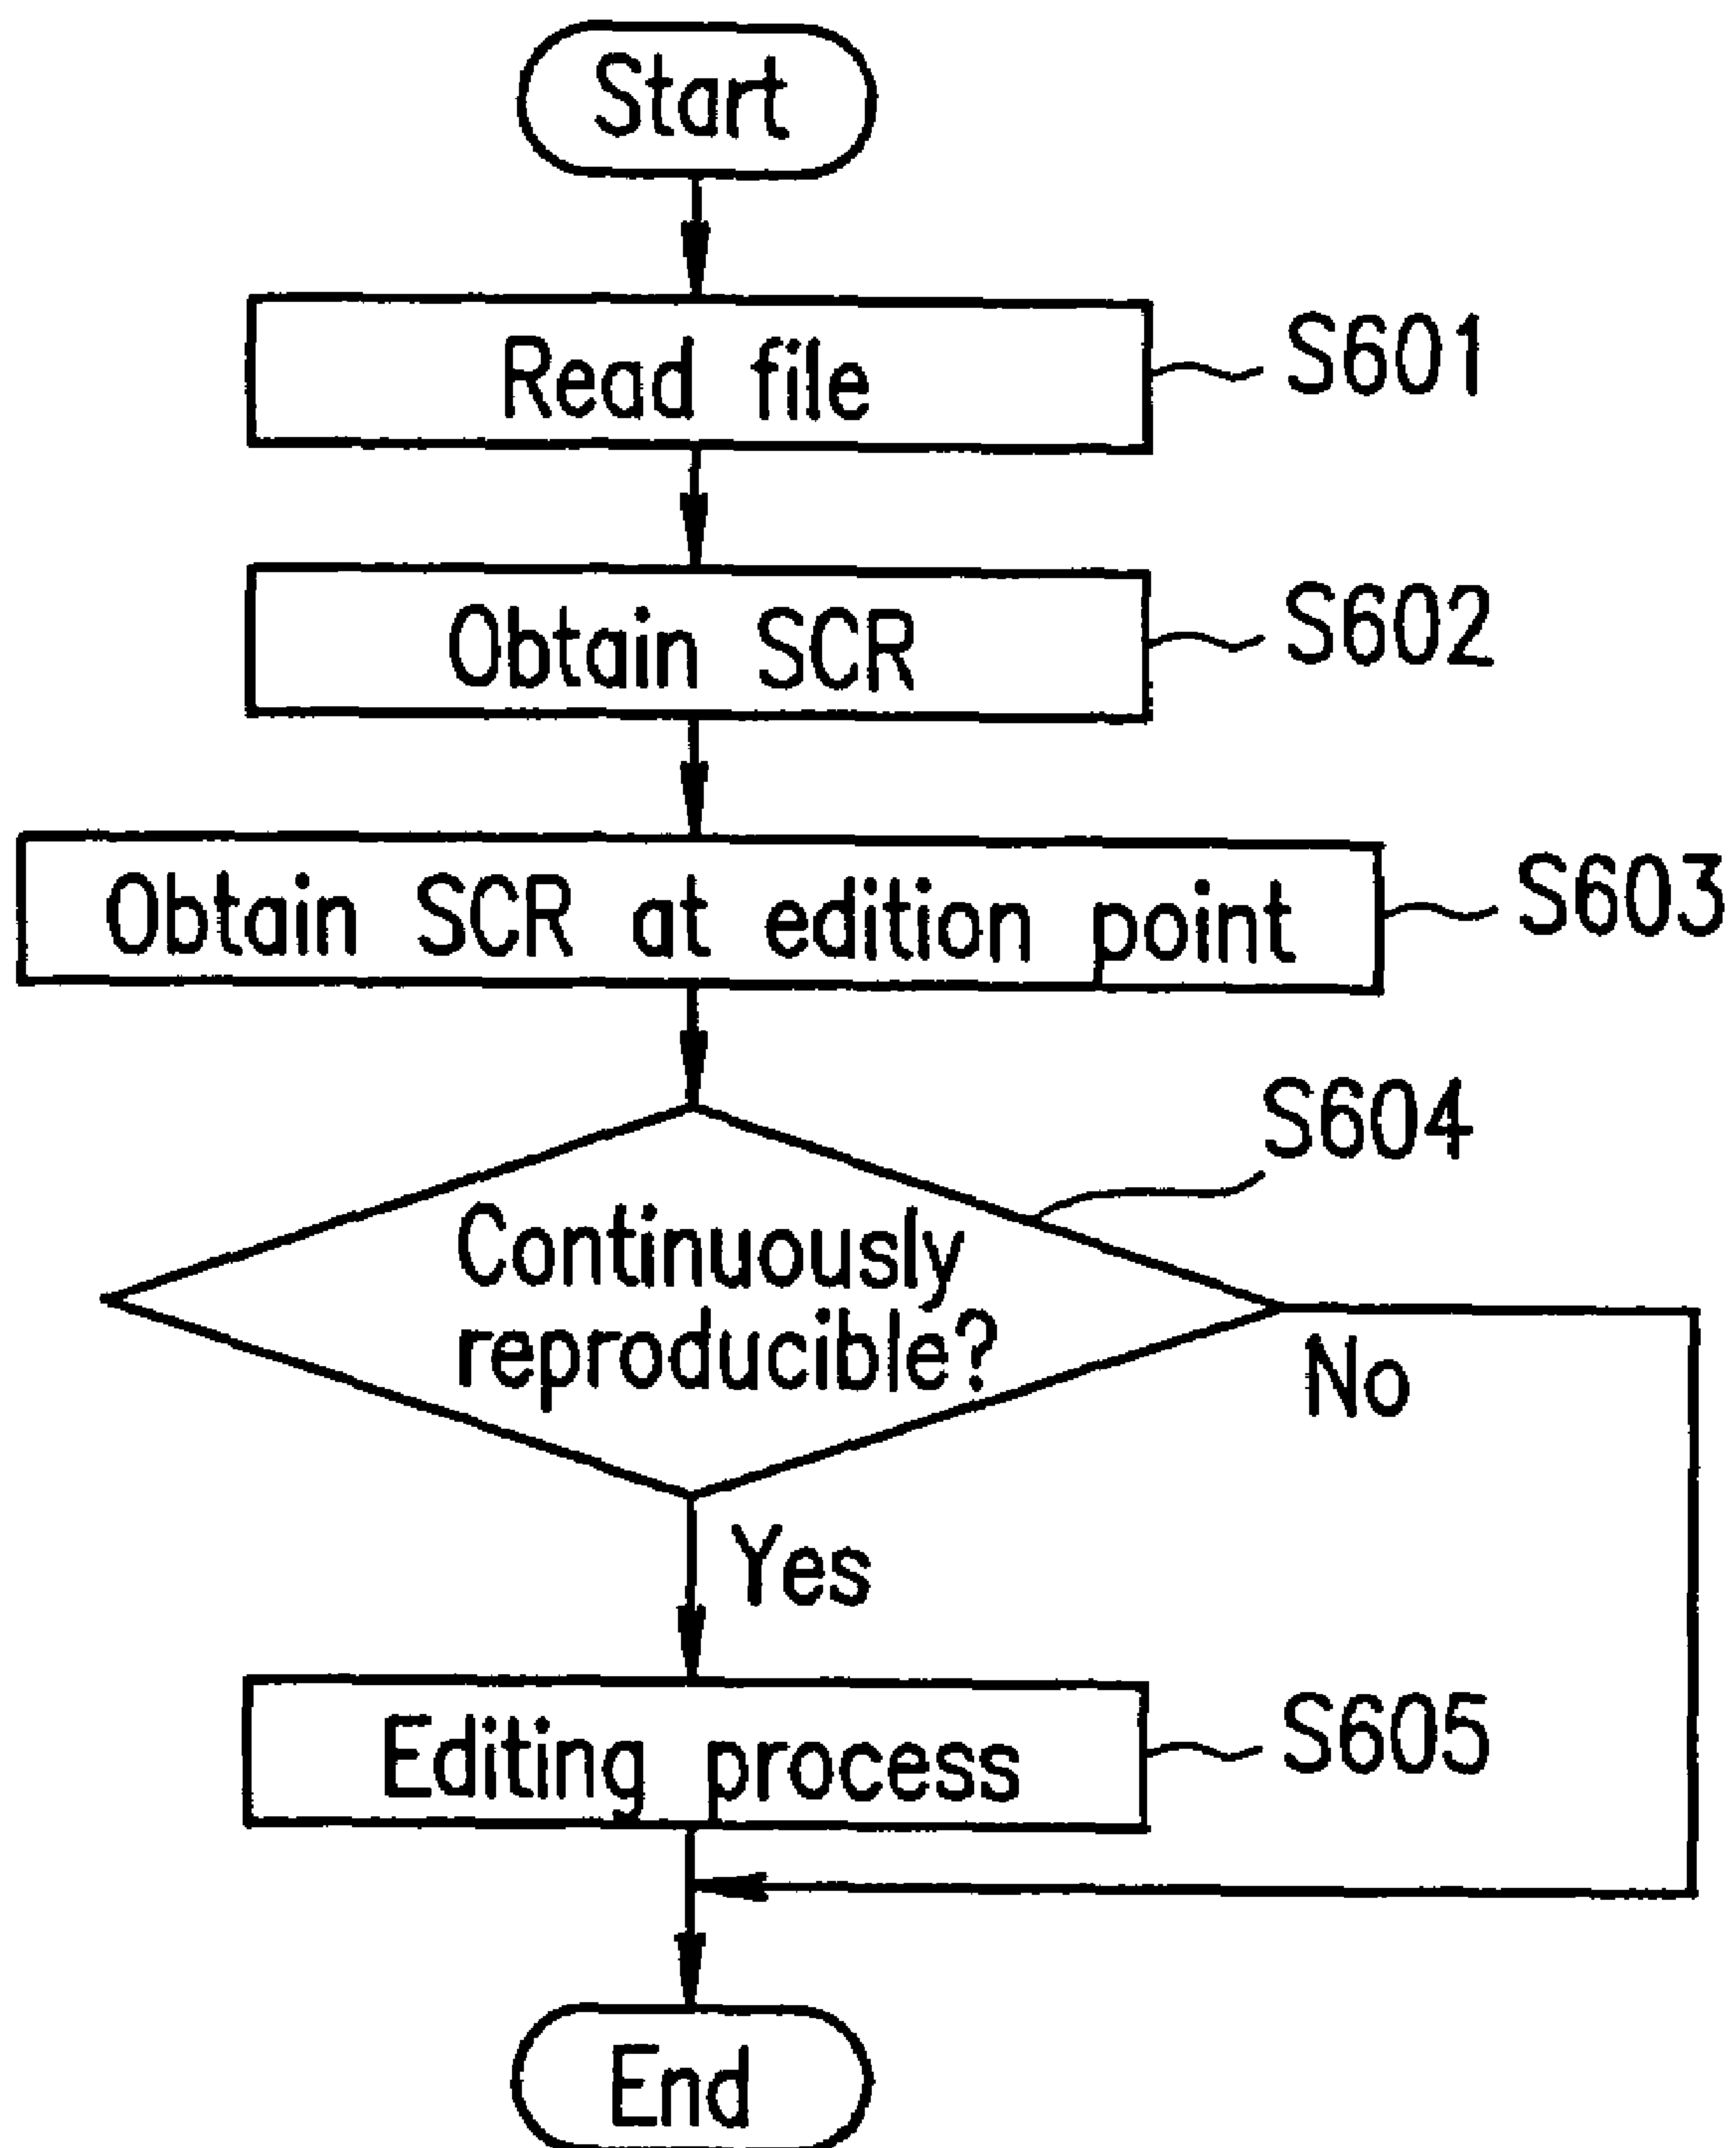 Start
Read file
S601
Obtain SCR
S602
Obtain SCR at edition point
S603
S604
Continuously
reproducible?
No
Yes
Editing process
S605
End